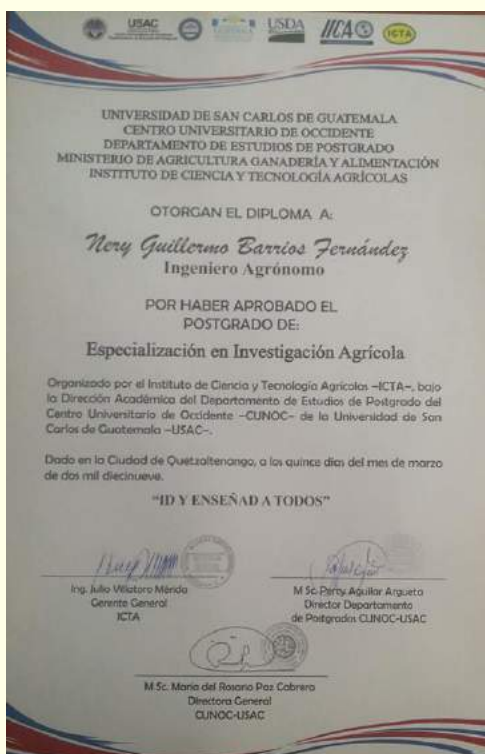 USAC
USDA
IICA
ICTA
UNIVERSIDAD DE SAN CARLOS DE GUATEMALA
CENTRO UNIVERSITARIO DE OCCIDENTE
DEPARTAMENTO DE ESTUDIOS DE POSTGRADO
MINISTERIO DE AGRICULTURA GANADERÍA Y ALIMENTACIÓN
INSTITUTO DE CIENCIA Y TECNOLOGÍA AGRÍCOLAS
OTORGAN EL DIPLOMA A:
Nery Guillermo Barrios Fernández
Ingeniero Agrónomo
POR HABER APROBADO EL
POSTGRADO DE:
Especialización en Investigación Agrícola
Organizado por el Instituto de Ciencia y Tecnología Agrícolas –ICTA–, bajo
la Dirección Académica del Departamento de Estudios de Postgrado del
Centro Universitario de Occidente –CUNOC– de la Universidad de San
Carlos de Guatemala –USAC–.
Dado en la Ciudad de Quetzaltenango, a los quince días del mes de marzo
de dos mil diecinueve.
“ID Y ENSEÑAD A TODOS”
Ing. Julio Villatoro Mérida
Gerente General
ICTA
M Sc. Percy Aguilar Argueta
Director Departamento
de Postgrados CUNOC-USAC
M Sc. María del Rosario Paz Cabrera
Directora General
CUNOC-USAC